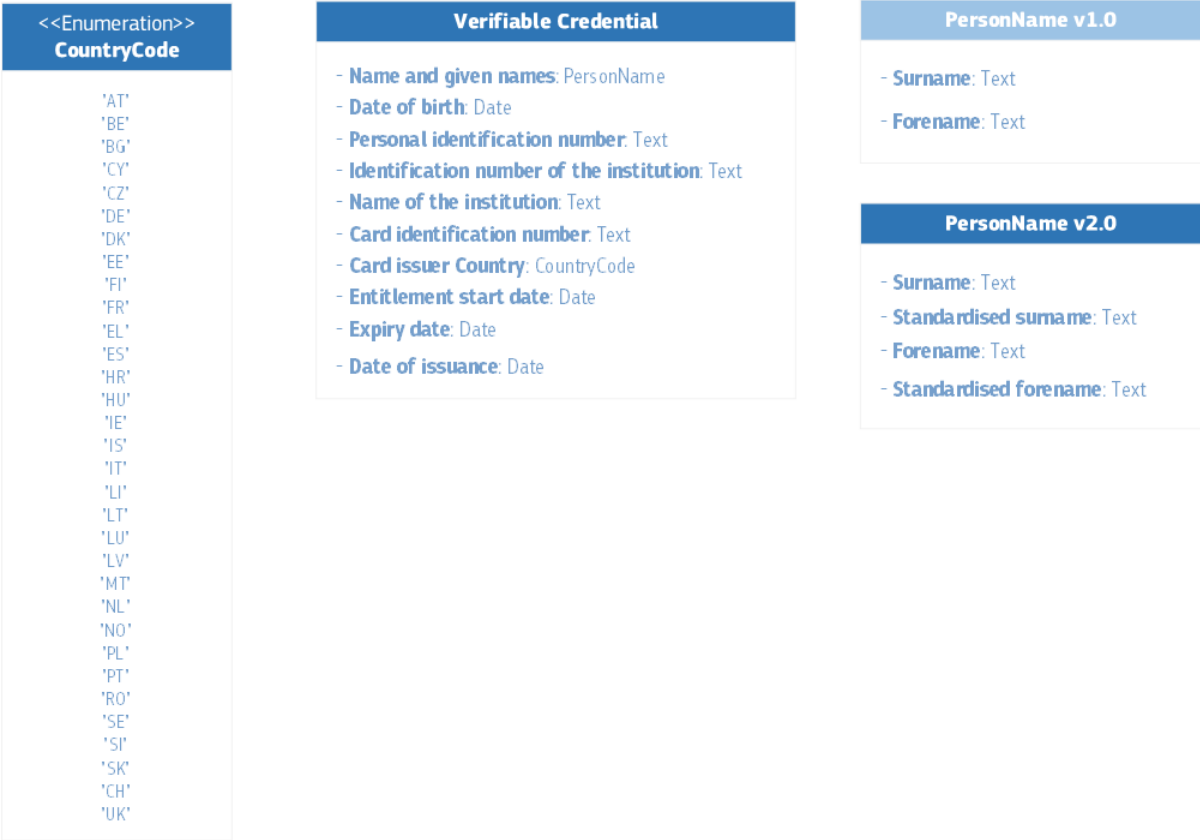 <<Enumeration>>
CountryCode
'AT'
'BE'
'BG'
'CY'
'CZ'
'DE'
'DK'
'EE'
'FI'
'FR'
'EL'
'ES'
'HR'
'HU'
'IE'
'IS'
'IT'
'LI'
'LT'
'LU'
'LV'
'MT'
'NL'
'NO'
'PL'
'PT'
'RO'
'SE'
'SI'
'SK'
'CH'
'UK'
Verifiable Credential
- Name and given names: PersonName
- Date of birth: Date
- Personal identification number: Text
- Identification number of the institution: Text
- Name of the institution: Text
- Card identification number: Text
- Card issuer Country: CountryCode
- Entitlement start date: Date
- Expiry date: Date
- Date of issuance: Date
PersonName v1.0
- Surname: Text
- Forename: Text
PersonName v2.0
- Surname: Text
- Standardised surname: Text
- Forename: Text
- Standardised forename: Text